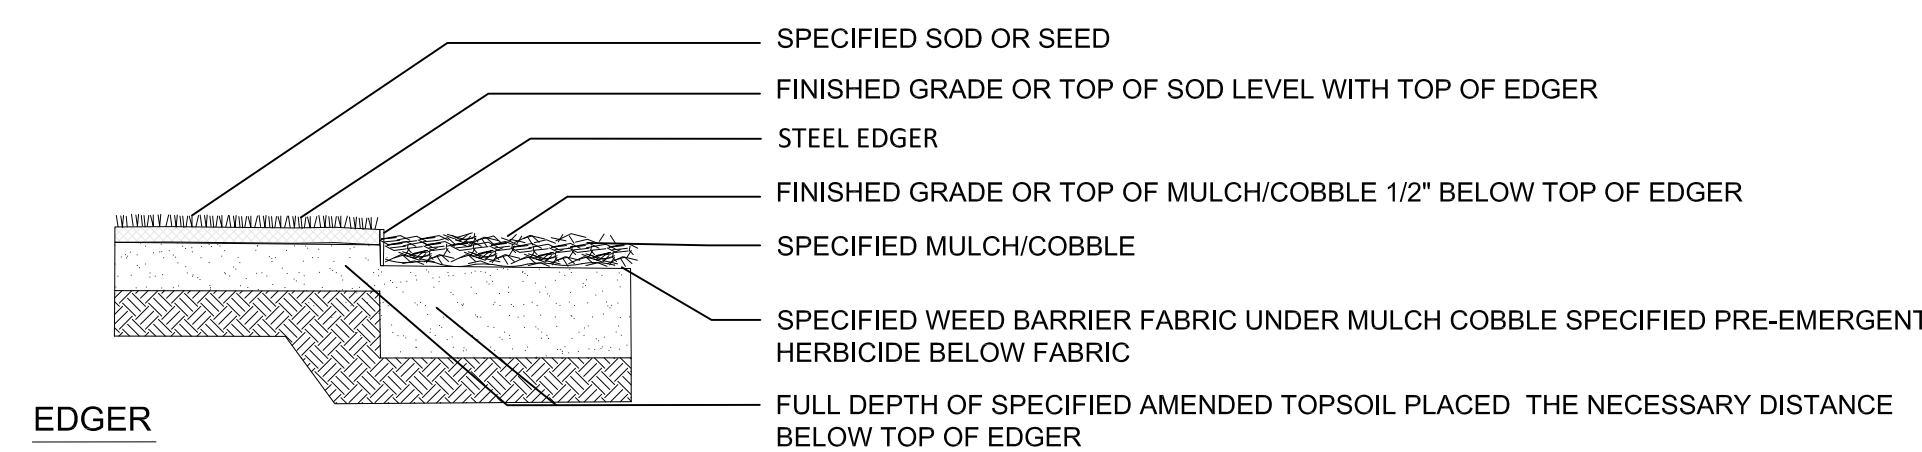 SPECIFIED SOD OR SEED
FINISHED GRADE OR TOP OF SOD LEVEL WITH TOP OF EDGER
STEEL EDGER
FINISHED GRADE OR TOP OF MULCH/COBBLE 1/2" BELOW TOP OF EDGER
SPECIFIED MULCH/COBBLE
SPECIFIED WEED BARRIER FABRIC UNDER MULCH COBBLE SPECIFIED PRE-EMERGENT
HERBICIDE BELOW FABRIC
FULL DEPTH OF SPECIFIED AMENDED TOPSOIL PLACED THE NECESSARY DISTANCE
BELOW TOP OF EDGER
EDGER